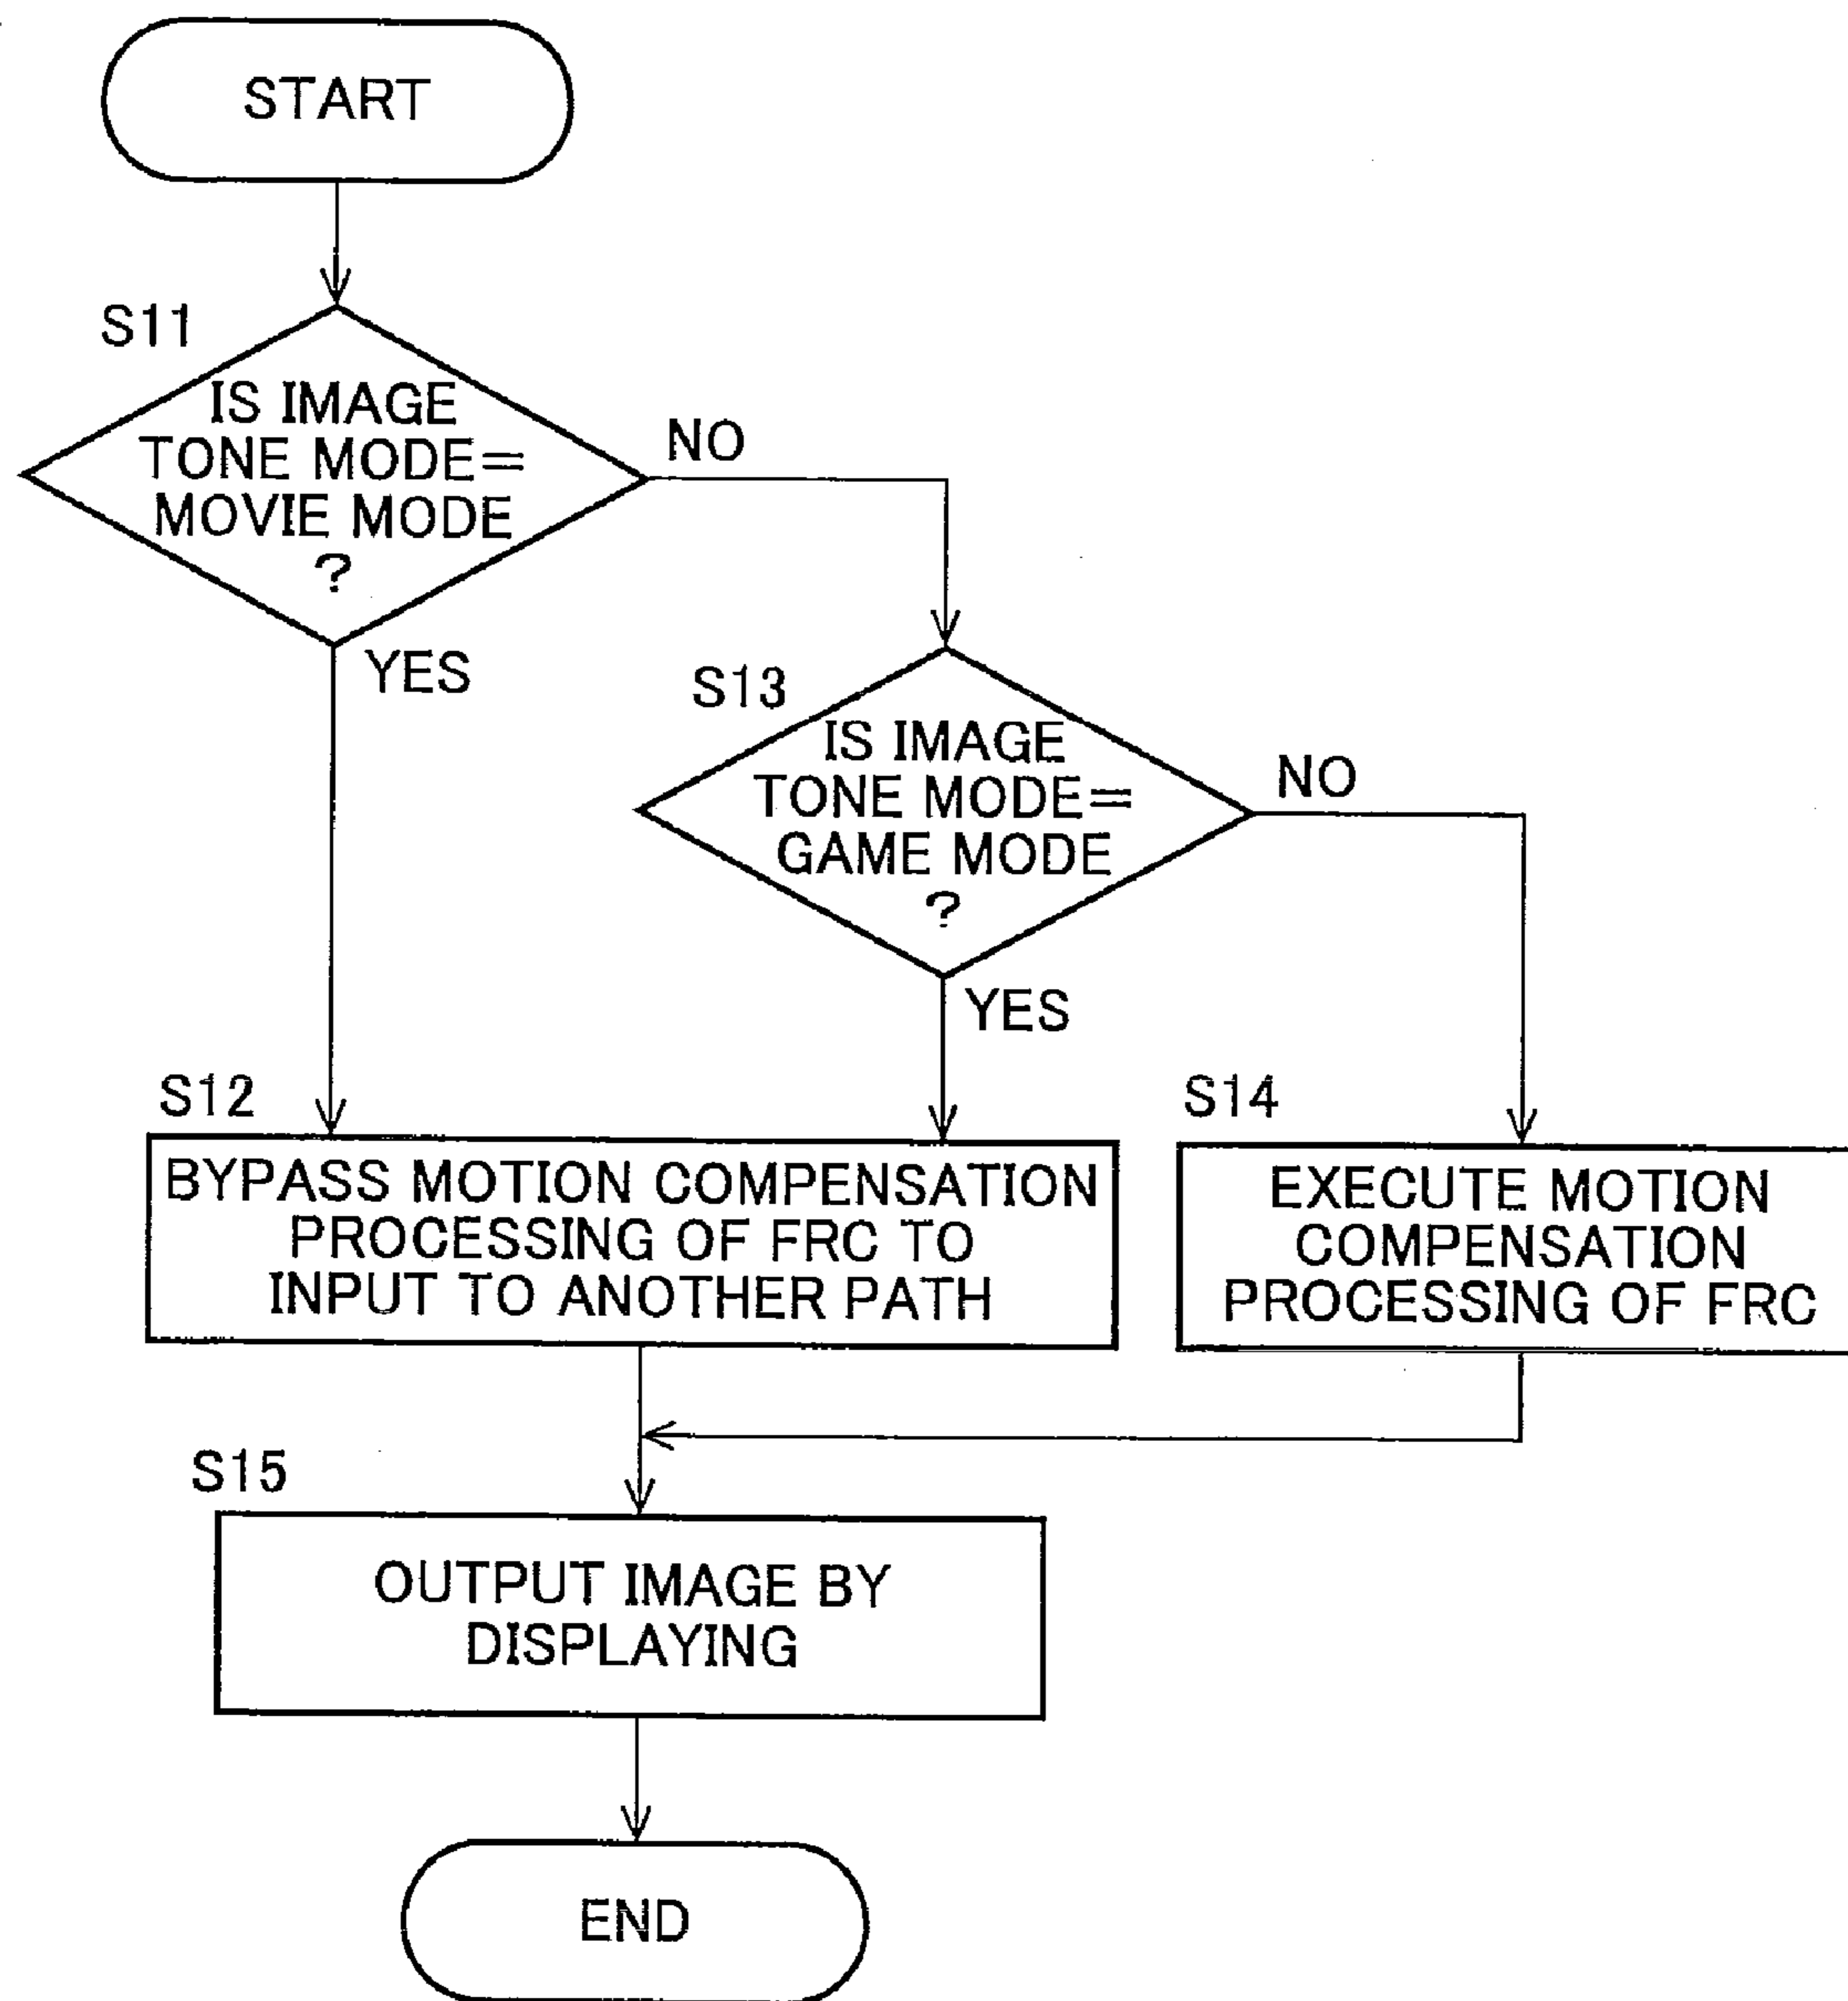 START
S11
IS IMAGE
TONE MODE=
MOVIE MODE
?
NO
YES
S13
IS IMAGE
TONE MODE=
GAME MODE
?
NO
YES
S12
BYPASS MOTION COMPENSATION
PROCESSING OF FRC TO
INPUT TO ANOTHER PATH
S14
EXECUTE MOTION
COMPENSATION
PROCESSING OF FRC
S15
OUTPUT IMAGE BY
DISPLAYING
END